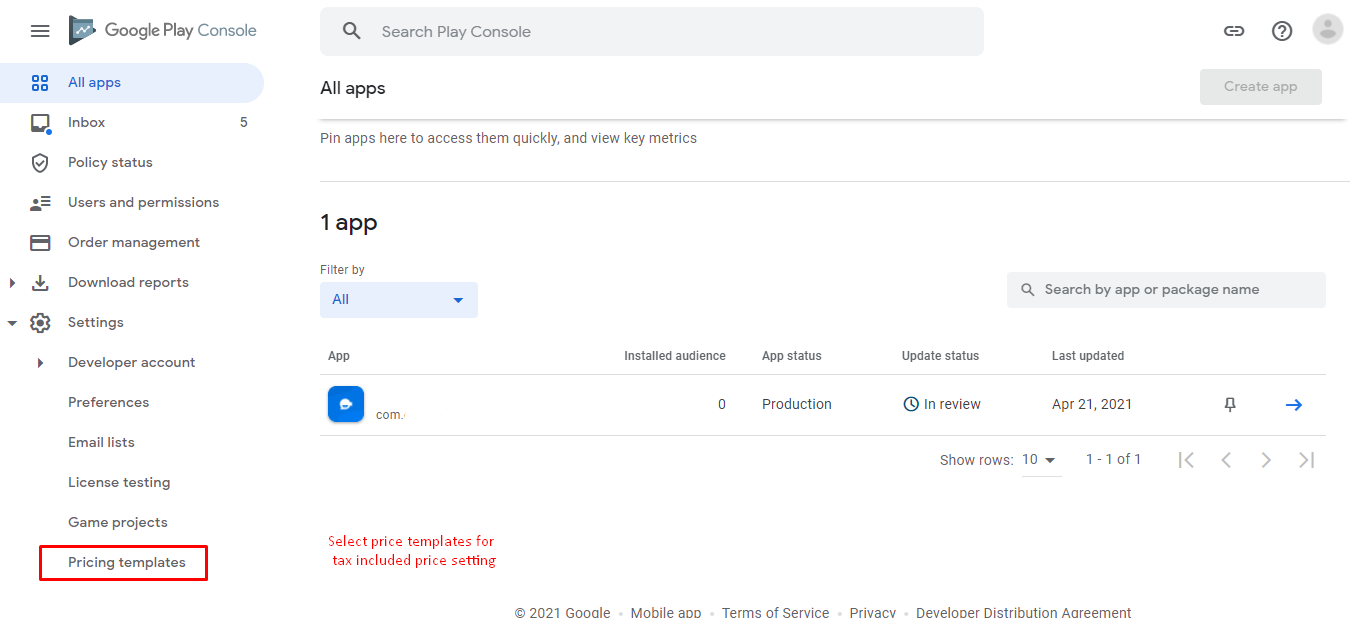 Google Play Console
Search Play Console
All apps
Inbox 5
Policy status
Users and permissions
Order management
Download reports
Settings
Developer account
Preferences
Email lists
License testing
Game projects
Pricing templates
All apps
Create app
Pin apps here to access them quickly, and view key metrics
1 app
Filter by
All
Search by app or package name
App Installed audience App status Update status Last updated
com. 0 Production In review Apr 21, 2021
Show rows: 10 1 - 1 of 1
Select price templates for
tax included price setting
© 2021 Google • Mobile app • Terms of Service • Privacy • Developer Distribution Agreement